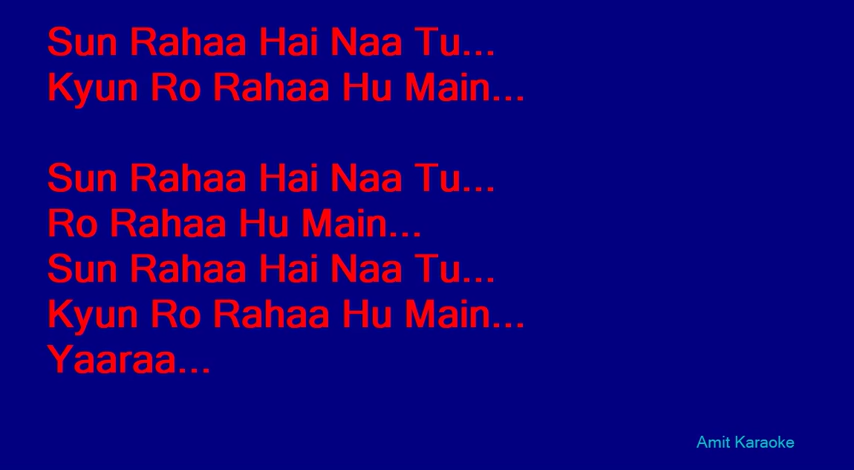 Sun Rahaa Hai Naa Tu...
Kyun Ro Rahaa Hu Main...
Sun Rahaa Hai Naa Tu...
Ro Rahaa Hu Main...
Sun Rahaa Hai Naa Tu...
Kyun Ro Rahaa Hu Main...
Yaaraa...
Amit Karaoke